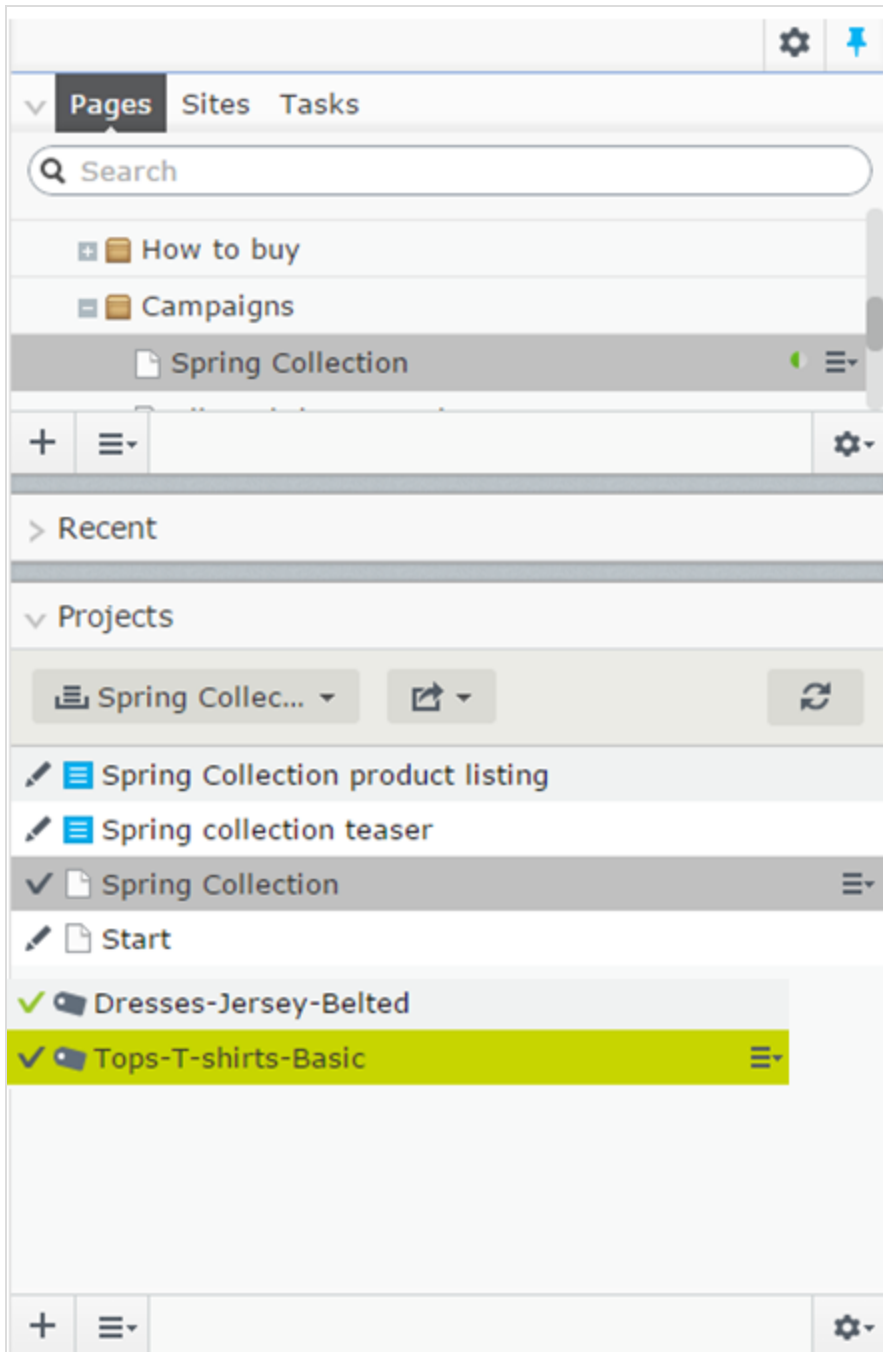 Pages Sites Tasks
Search
How to buy
Campaigns
Spring Collection
Recent
Projects
Spring Collec...
Spring Collection product listing
Spring collection teaser
Spring Collection
Start
Dresses-Jersey-Belted
Tops-T-shirts-Basic